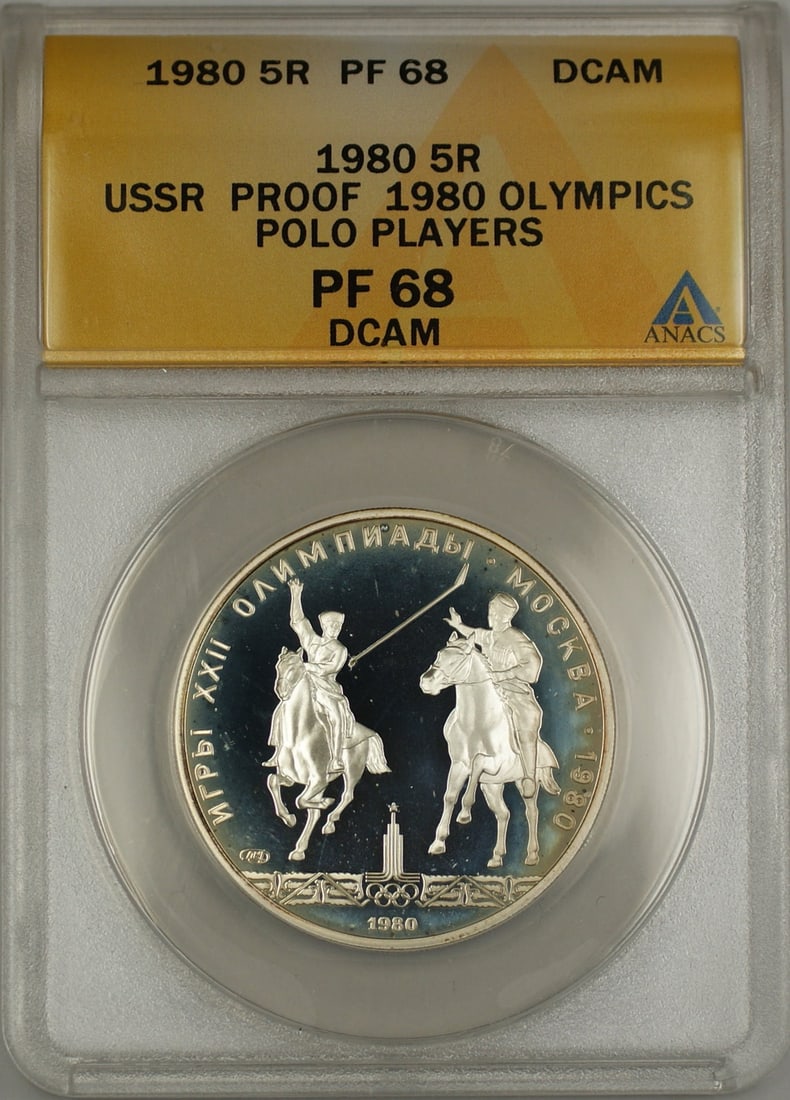 1980 5R PF 68 DCAM
1980 5R
USSR PROOF 1980 OLYMPICS
POLO PLAYERS
PF 68
DCAM
ANACS
ИГРЫ XXII ОЛИМПИАДЫ · МОСКВА · 1980
ЛМД
1980